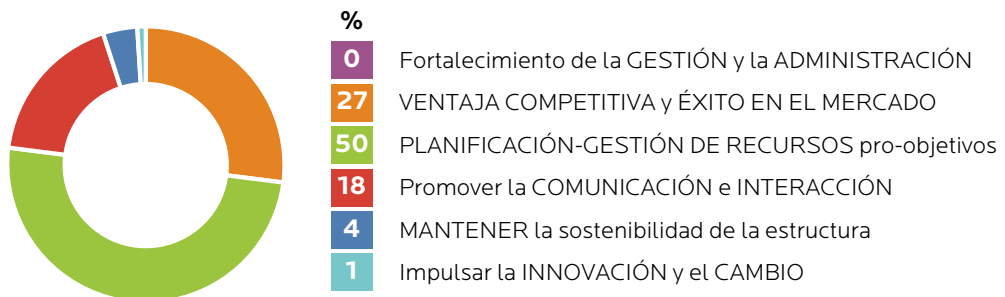 %
0 Fortalecimiento de la GESTIÓN y la ADMINISTRACIÓN
27 VENTAJA COMPETITIVA y ÉXITO EN EL MERCADO
50 PLANIFICACIÓN-GESTIÓN DE RECURSOS pro-objetivos
18 Promover la COMUNICACIÓN e INTERACCIÓN
4 MANTENER la sostenibilidad de la estructura
1 Impulsar la INNOVACIÓN y el CAMBIO